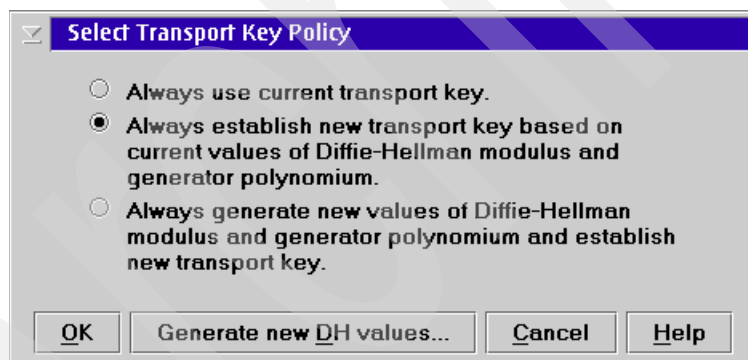 Select Transport Key Policy
Always use current transport key.
Always establish new transport key based on
current values of Diffie-Hellman modulus and
generator polynomium.
Always generate new values of Diffie-Hellman
modulus and generator polynomium and establish
new transport key.
OK Generate new DH values... Cancel Help